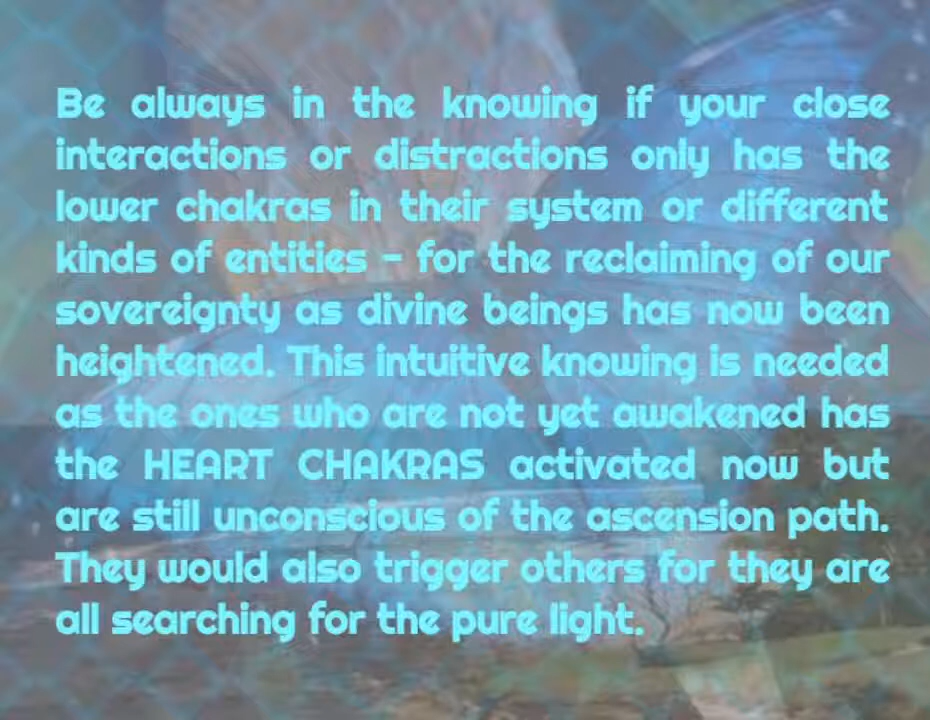 Be always in the knowing if your close
interactions or distractions only has the
lower chakras in their system or different
kinds of entities - for the reclaiming of our
sovereignty as divine beings has now been
heightened. This intuitive knowing is needed
as the ones who are not yet awakened has
the HEART CHAKRAS activated now but
are still unconscious of the ascension path.
They would also trigger others for they are
all searching for the pure light.